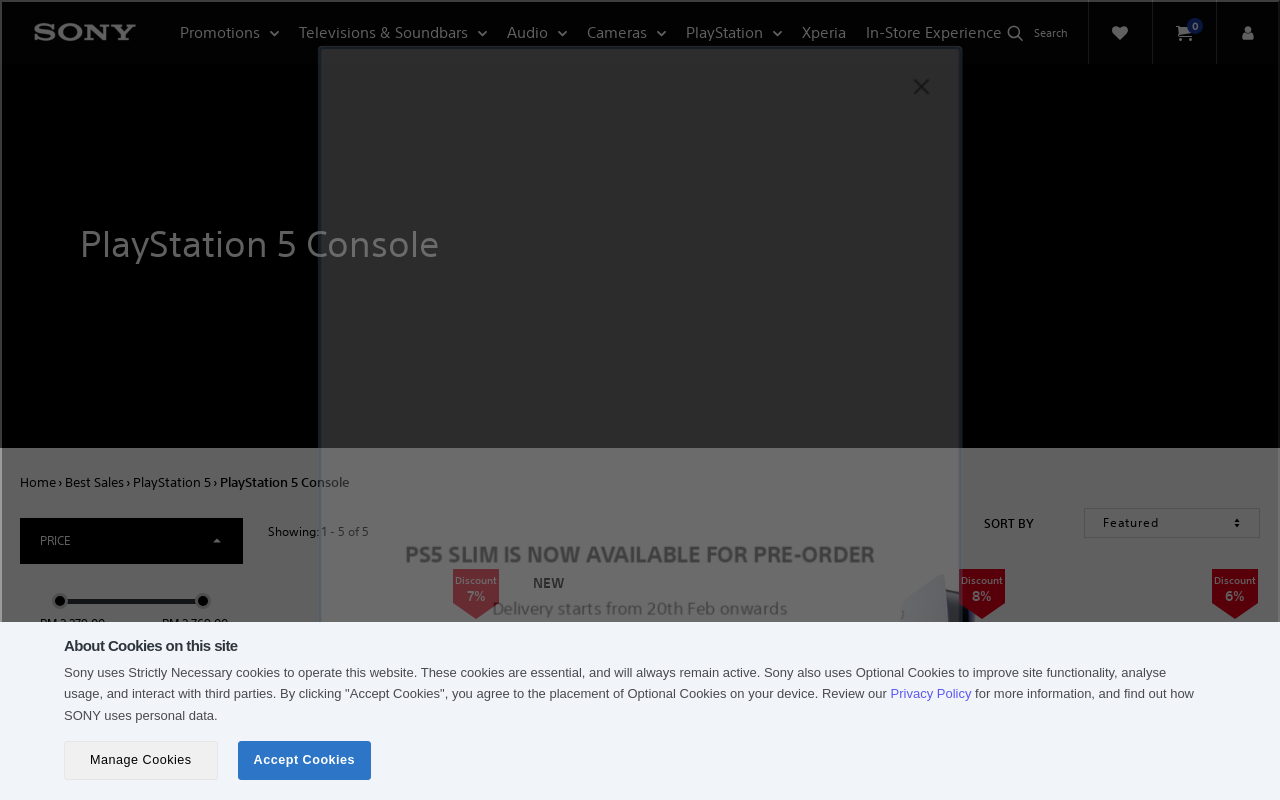 SONY
Promotions
Televisions & Soundbars
Audio
Cameras
PlayStation
Xperia
In-Store Experience
Search
0
PlayStation 5 Console
Home › Best Sales › PlayStation 5 › PlayStation 5 Console
PRICE
Showing: 1 - 5 of 5
SORT BY
Featured
PS5 SLIM IS NOW AVAILABLE FOR PRE-ORDER
Discount
7%
NEW
Discount
8%
Discount
6%
Delivery starts from 20th Feb onwards
About Cookies on this site
Sony uses Strictly Necessary cookies to operate this website. These cookies are essential, and will always remain active. Sony also uses Optional Cookies to improve site functionality, analyse
usage, and interact with third parties. By clicking "Accept Cookies", you agree to the placement of Optional Cookies on your device. Review our Privacy Policy for more information, and find out how
SONY uses personal data.
Manage Cookies
Accept Cookies